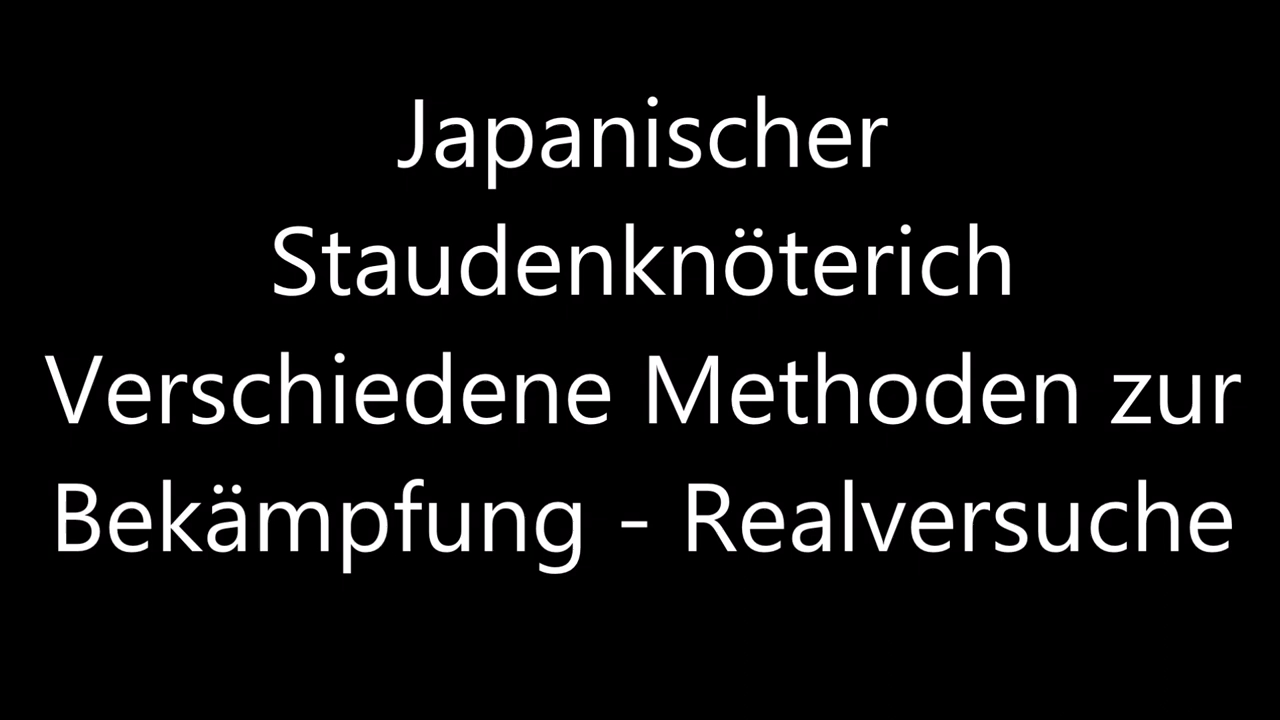 Japanischer
Staudenknöterich
Verschiedene Methoden zur
Bekämpfung - Realversuche